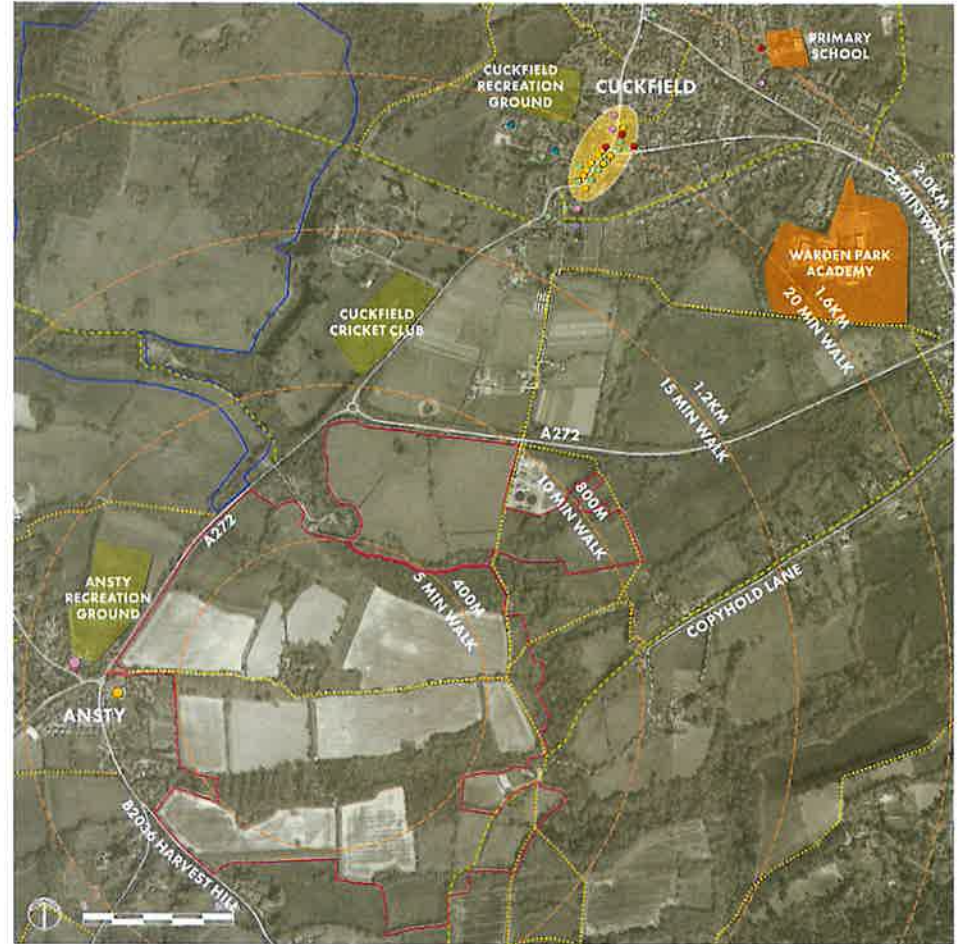 PRIMARY
SCHOOL
CUCKFIELD
RECREATION
GROUND
CUCKFIELD
2.0KM
25 MIN WALK
WARDEN PARK
ACADEMY
1.6KM
20 MIN WALK
CUCKFIELD
CRICKET CLUB
1.2KM
15 MIN WALK
A272
800M
10 MIN WALK
A272
400M
5 MIN WALK
ANSTY
RECREATION
GROUND
COPYHOLD LANE
ANSTY
B2036 HARVEST HILL